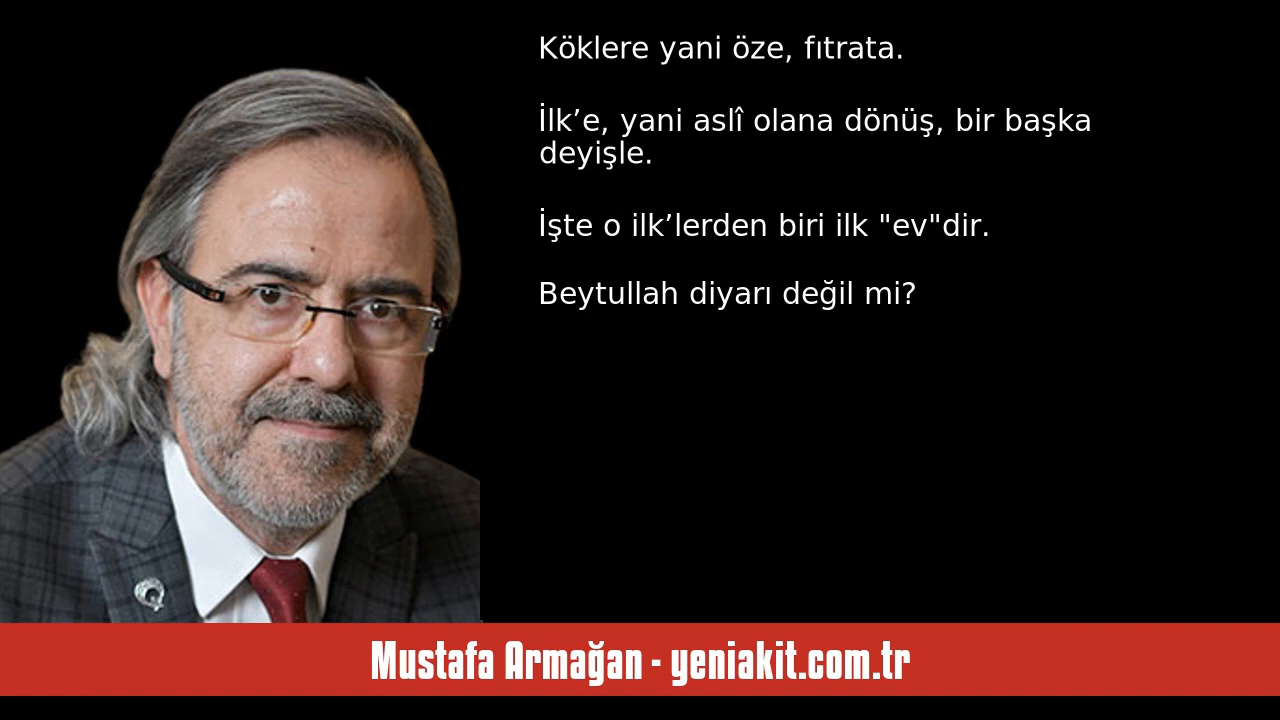 Köklere yani öze, fıtrata.
İlk’e, yani aslî olana dönüş, bir başka
deyişle.
İşte o ilk’lerden biri ilk "ev"dir.
Beytullah diyarı değil mi?
Mustafa Armağan - yeniakit.com.tr